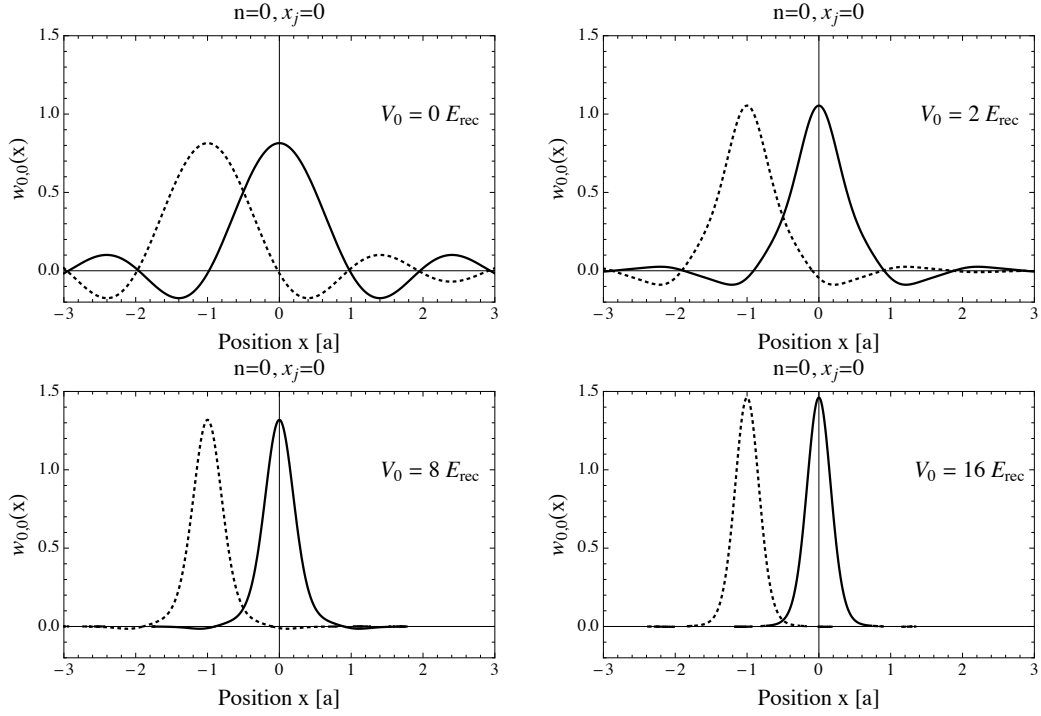 n=0, x_j=0
1.5
1.0
0.5
0.0
w_{0,0}(x)
V_0 = 0 E_rec
−3 −2 −1 0 1 2 3
Position x [a]
n=0, x_j=0
1.5
1.0
0.5
0.0
w_{0,0}(x)
V_0 = 2 E_rec
−3 −2 −1 0 1 2 3
Position x [a]
n=0, x_j=0
1.5
1.0
0.5
0.0
w_{0,0}(x)
V_0 = 8 E_rec
−3 −2 −1 0 1 2 3
Position x [a]
n=0, x_j=0
1.5
1.0
0.5
0.0
w_{0,0}(x)
V_0 = 16 E_rec
−3 −2 −1 0 1 2 3
Position x [a]